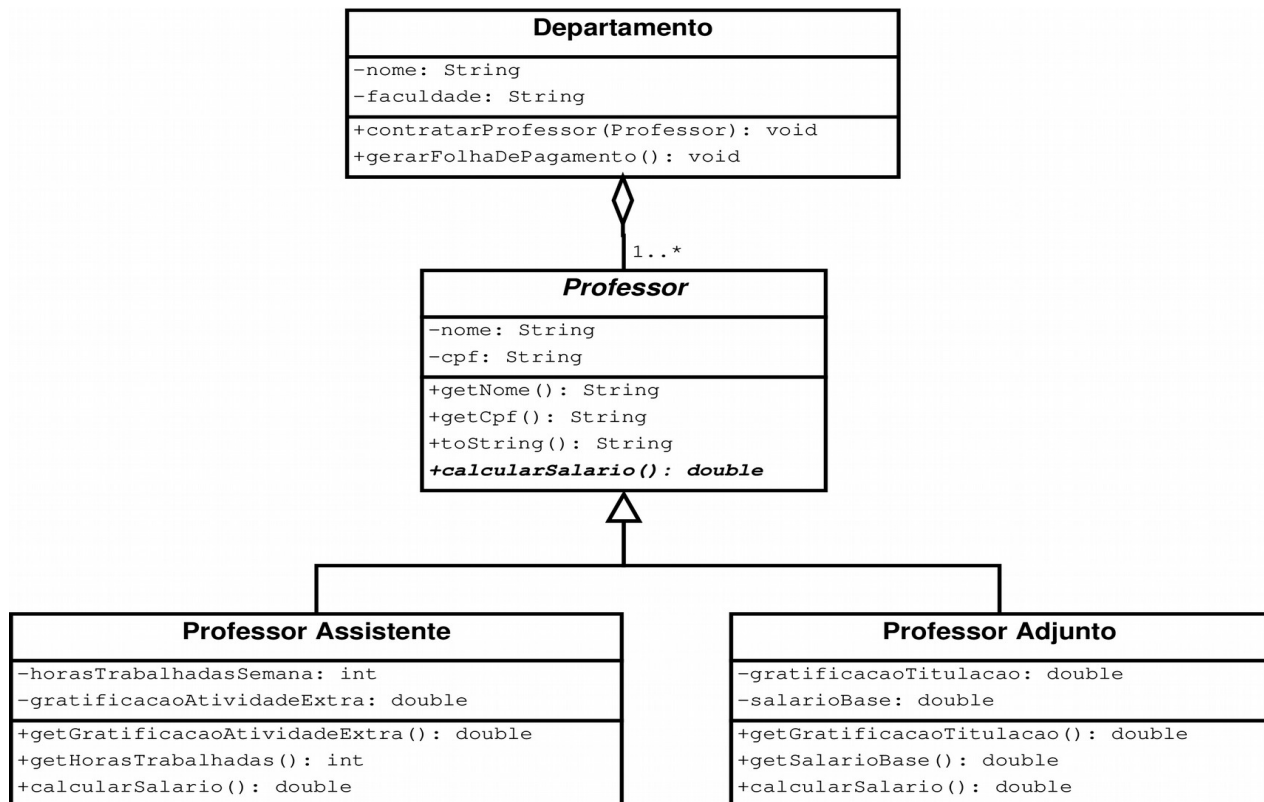 Departamento
-nome: String
-faculdade: String
+contratarProfessor(Professor): void
+gerarFolhaDePagamento(): void
1..*
Professor
-nome: String
-cpf: String
+getNome(): String
+getCpf(): String
+toString(): String
+calcularSalario(): double
Professor Assistente
-horasTrabalhadasSemana: int
-gratificacaoAtividadeExtra: double
+getGratificacaoAtividadeExtra(): double
+getHorasTrabalhadas(): int
+calcularSalario(): double
Professor Adjunto
-gratificacaoTitulacao: double
-salarioBase: double
+getGratificacaoTitulacao(): double
+getSalarioBase(): double
+calcularSalario(): double